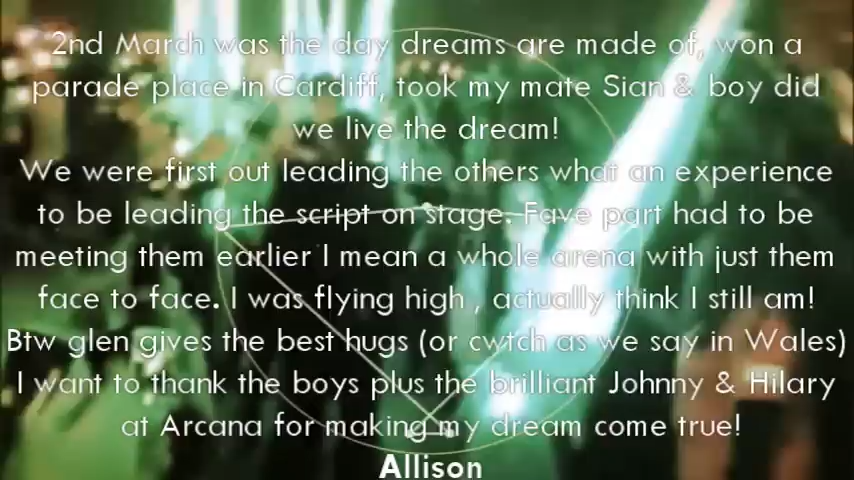 2nd March was the day dreams are made of, won a
parade place in Cardiff, took my mate Sian & boy did
we live the dream!
We were first out leading the others what an experience
to be leading the script on stage. Fave part had to be
meeting them earlier I mean a whole arena with just them
face to face. I was flying high , actually think I still am!
Btw glen gives the best hugs (or cwtch as we say in Wales)
I want to thank the boys plus the brilliant Johnny & Hilary
at Arcana for making my dream come true!
Allison